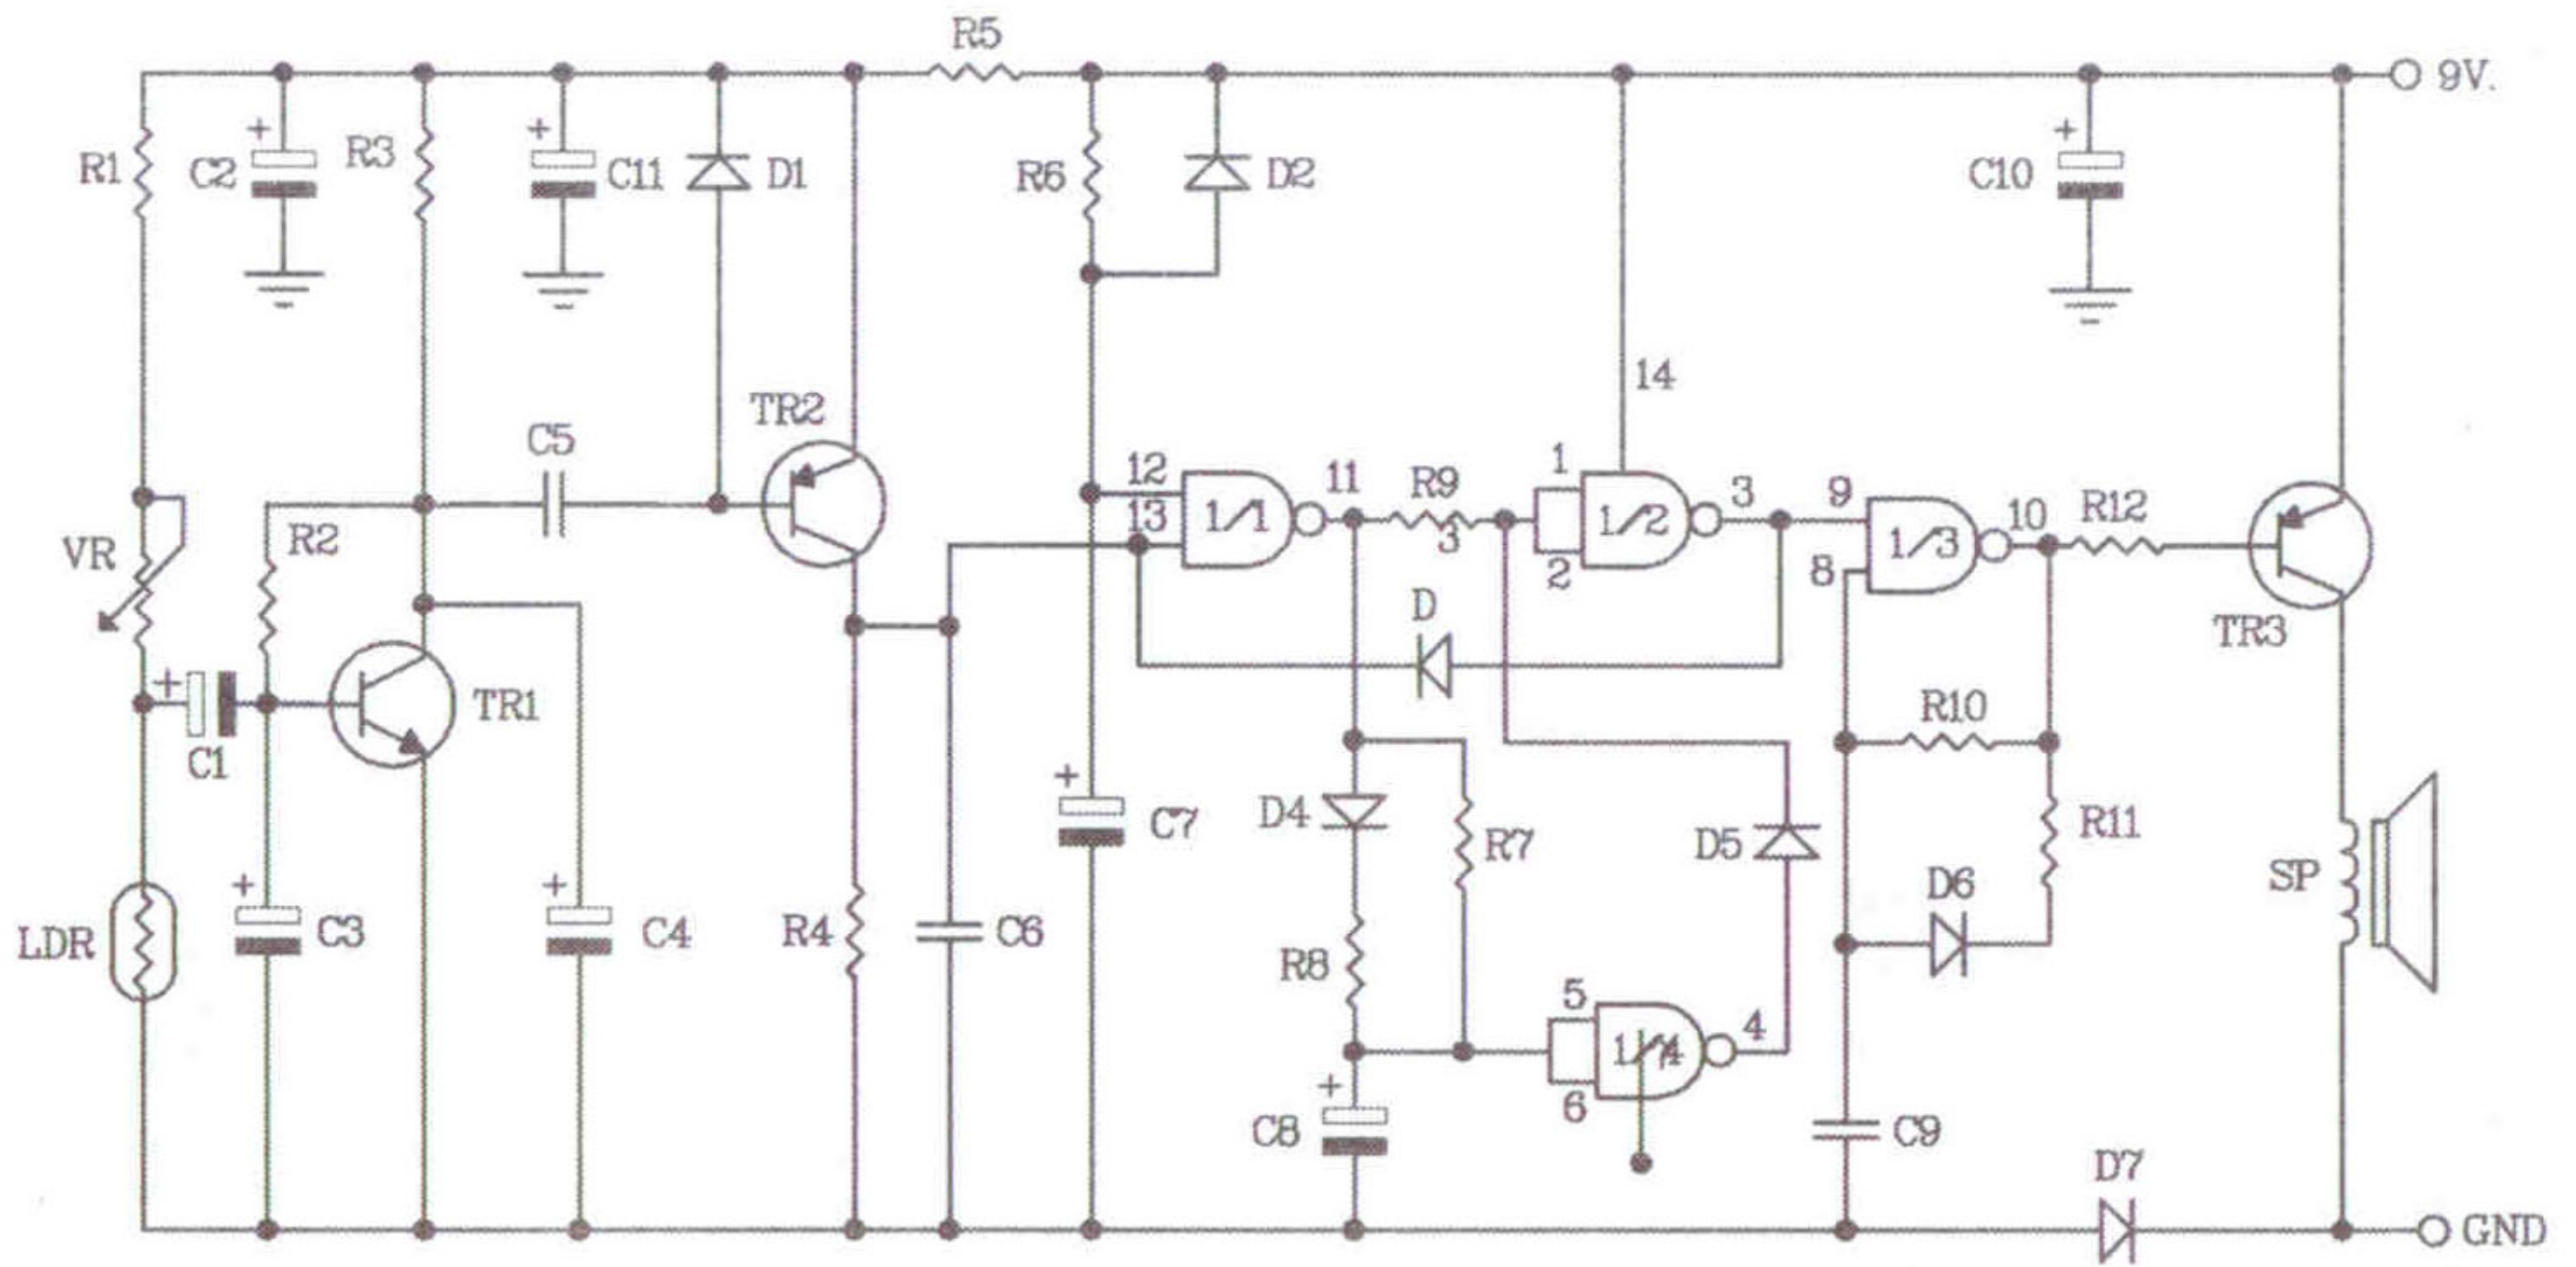 R5
9V.
R1
C2
R3
C11
D1
R6
D2
C10
14
TR2
C5
VR
R2
12
13
1/1
11
R9
3
1
2
1/2
3
9
8
1/3
10
R12
TR3
D
TR1
C1
R10
LDR
C3
C4
R4
C6
C7
D4
R7
D5
R11
D6
SP
R8
5
6
1/4
4
C8
C9
D7
GND
+
+
+
+
+
+
+
+
+